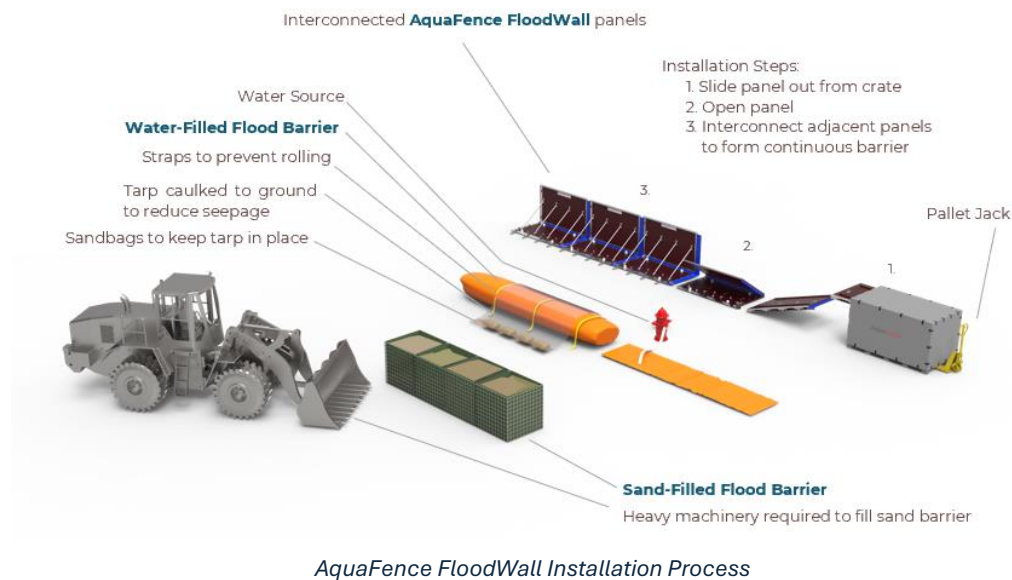 Interconnected AquaFence FloodWall panels
Installation Steps:
1. Slide panel out from crate
2. Open panel
3. Interconnect adjacent panels
to form continuous barrier
Water Source
Water-Filled Flood Barrier
Straps to prevent rolling
Tarp caulked to ground
to reduce seepage
Sandbags to keep tarp in place
3.
2.
1.
Pallet Jack
Sand-Filled Flood Barrier
Heavy machinery required to fill sand barrier
AquaFence FloodWall Installation Process